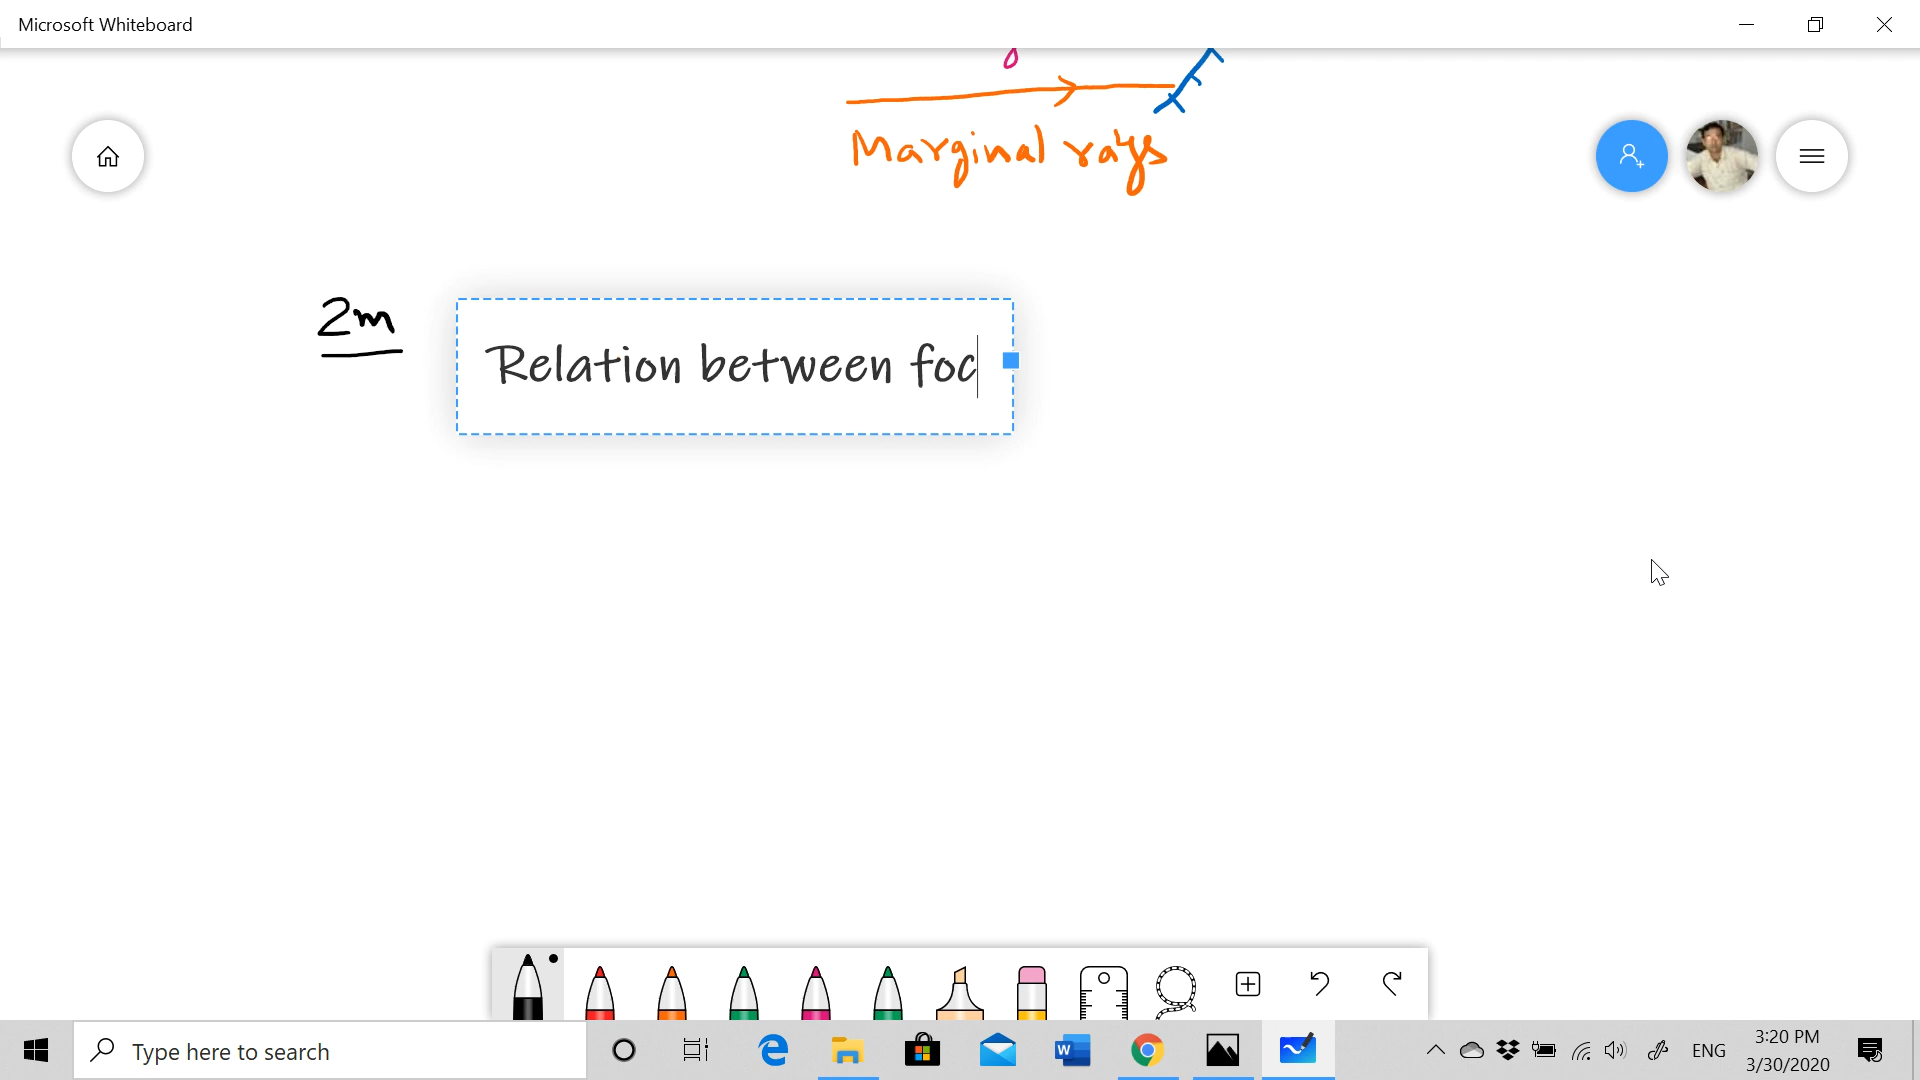 Microsoft Whiteboard
Marginal rays
2m
Relation between foc
Type here to search
ENG
3:20 PM
3/30/2020